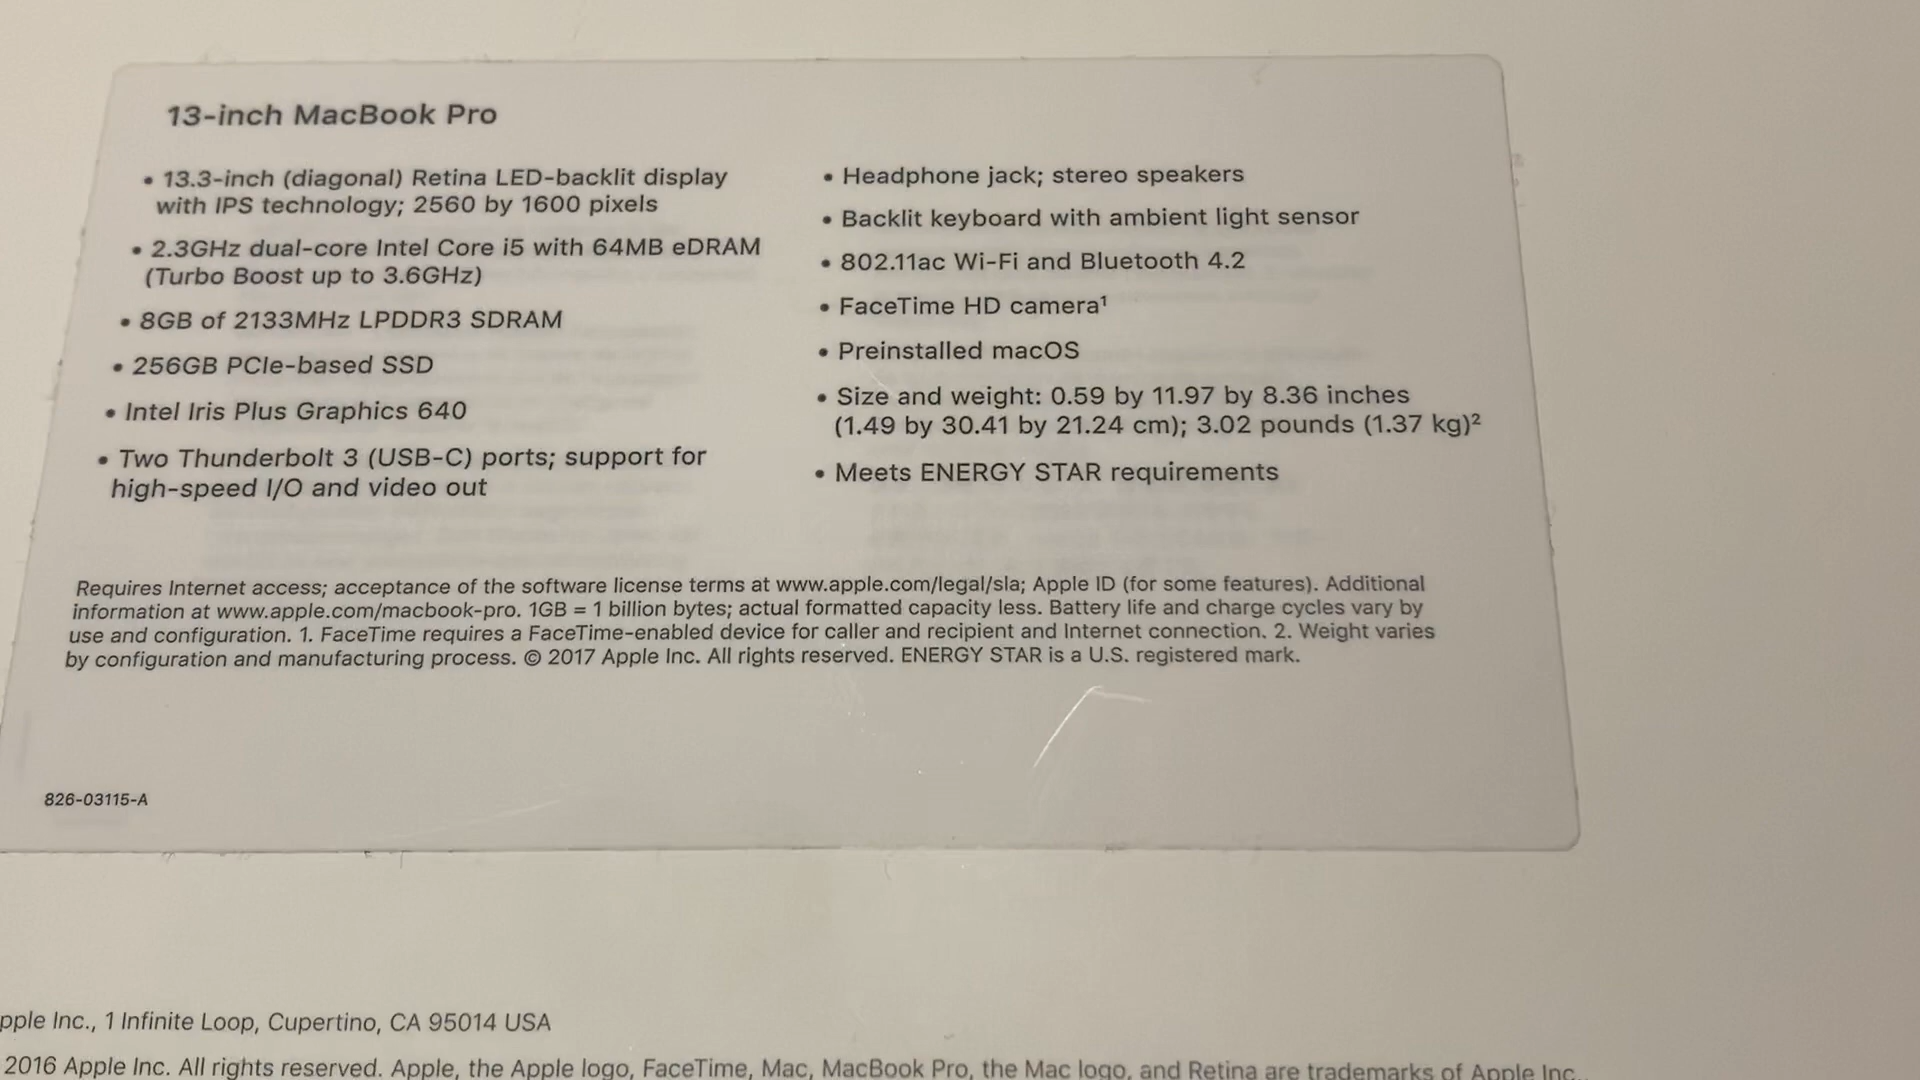 13-inch MacBook Pro
• 13.3-inch (diagonal) Retina LED-backlit display
with IPS technology; 2560 by 1600 pixels
• 2.3GHz dual-core Intel Core i5 with 64MB eDRAM
(Turbo Boost up to 3.6GHz)
• 8GB of 2133MHz LPDDR3 SDRAM
• 256GB PCIe-based SSD
• Intel Iris Plus Graphics 640
• Two Thunderbolt 3 (USB-C) ports; support for
high-speed I/O and video out
• Headphone jack; stereo speakers
• Backlit keyboard with ambient light sensor
• 802.11ac Wi-Fi and Bluetooth 4.2
• FaceTime HD camera¹
• Preinstalled macOS
• Size and weight: 0.59 by 11.97 by 8.36 inches
(1.49 by 30.41 by 21.24 cm); 3.02 pounds (1.37 kg)²
• Meets ENERGY STAR requirements
Requires Internet access; acceptance of the software license terms at www.apple.com/legal/sla; Apple ID (for some features). Additional
information at www.apple.com/macbook-pro. 1GB = 1 billion bytes; actual formatted capacity less. Battery life and charge cycles vary by
use and configuration. 1. FaceTime requires a FaceTime-enabled device for caller and recipient and Internet connection. 2. Weight varies
by configuration and manufacturing process. © 2017 Apple Inc. All rights reserved. ENERGY STAR is a U.S. registered mark.
826-03115-A
pple Inc., 1 Infinite Loop, Cupertino, CA 95014 USA
2016 Apple Inc. All rights reserved. Apple, the Apple logo, FaceTime, Mac, MacBook Pro, the Mac logo, and Retina are trademarks of Apple Inc.,